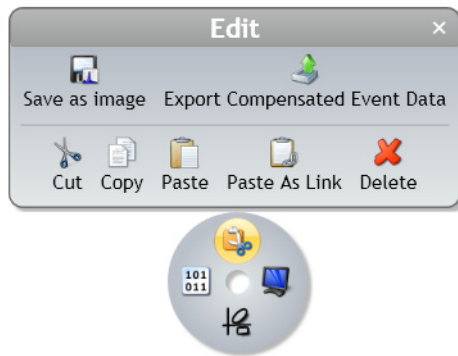 Edit
Save as image Export Compensated Event Data
Cut Copy Paste Paste As Link Delete
101
011